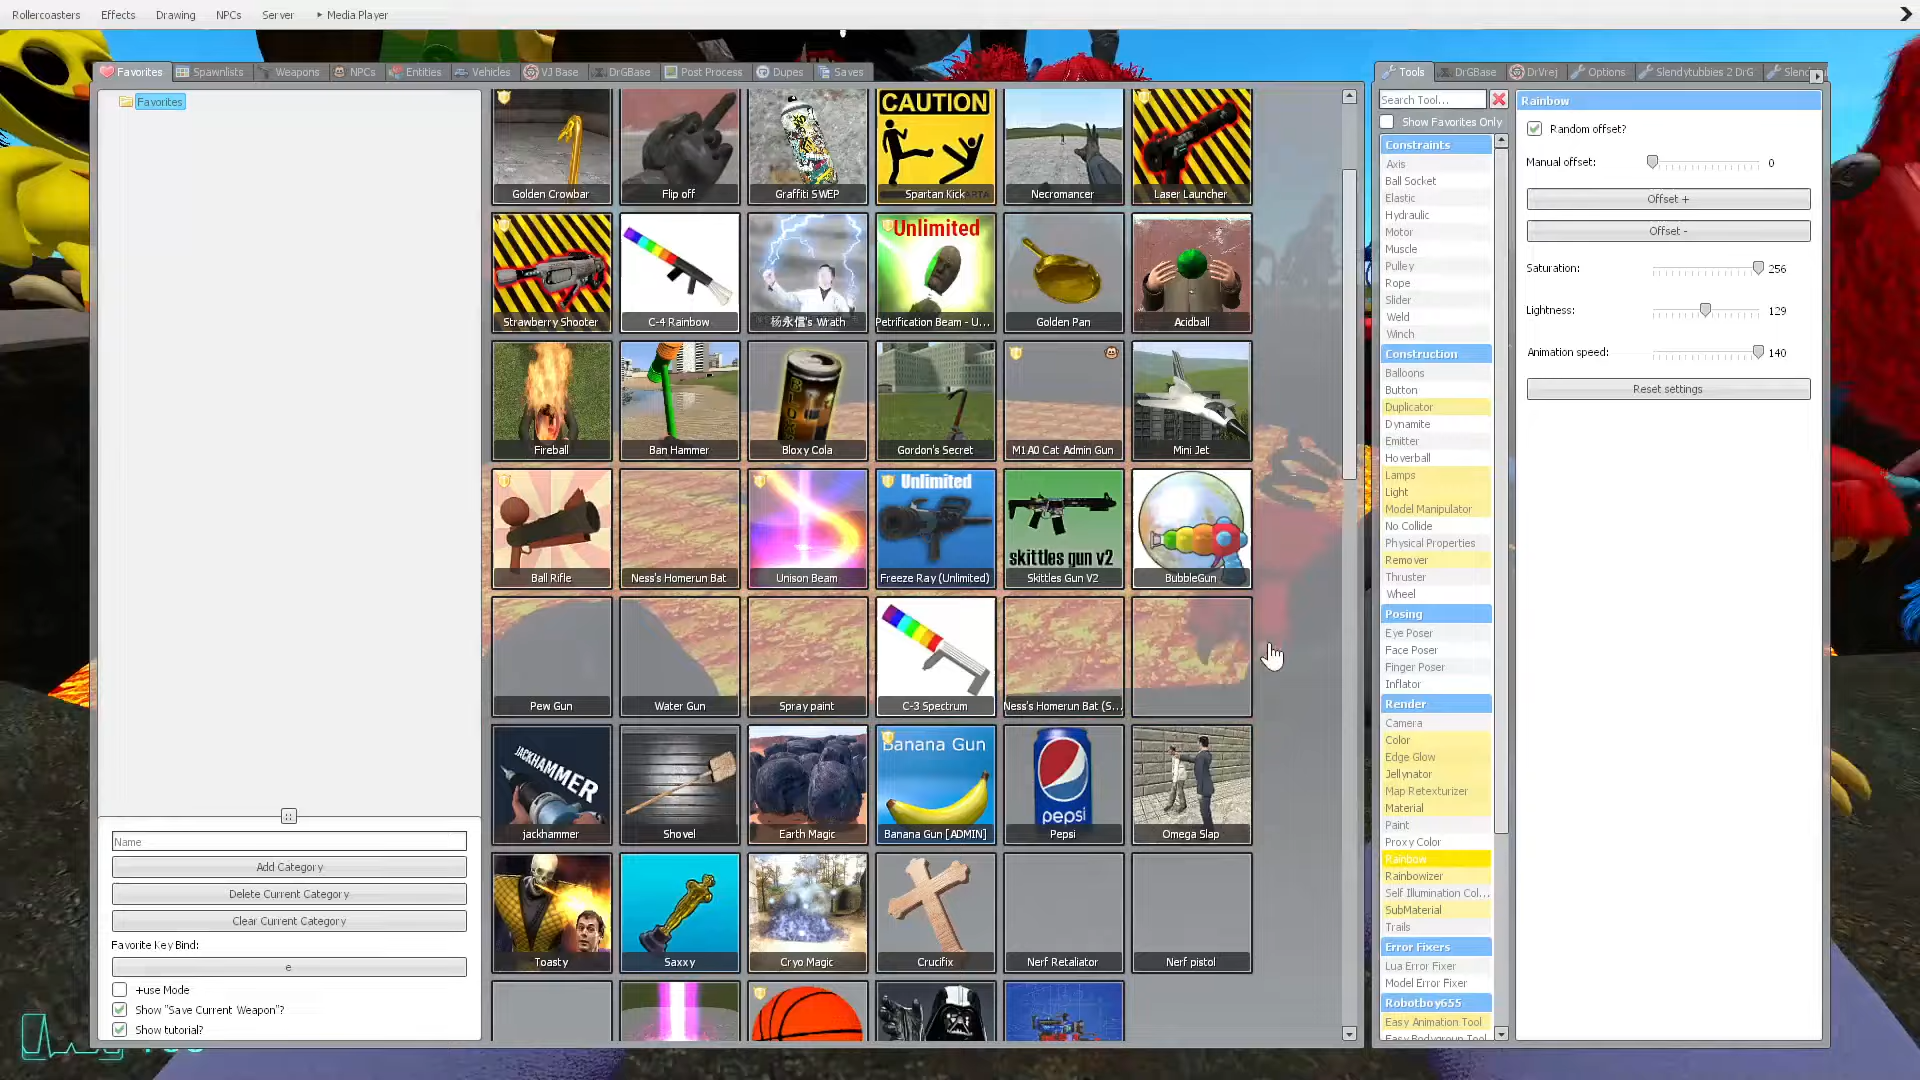 Rollercoasters Effects Drawing NPCs Server Media Player
Favorites Spawnlists Weapons NPCs Entities Vehicles VJ Base DrGBase Post Process Dupes Saves
Tools DrGBase DrVrej Options Slendytubbies 2 DrG
Favorites
Name
Add Category
Delete Current Category
Clear Current Category
Favorite Key Bind:
e
+use Mode
Show "Save Current Weapon"?
Show tutorial?
CAUTION
Golden Crowbar
Flip off
Graffiti SWEP
Spartan Kick
Necromancer
Laser Launcher
Unlimited
Strawberry Shooter
C-4 Rainbow
杨永信's Wrath
Petrification Beam - U...
Golden Pan
Acidball
Fireball
Ban Hammer
Bloxy Cola
Gordon's Secret
M1A0 Cat Admin Gun
Mini Jet
Unlimited
skittles gun v2
Ball Rifle
Ness's Homerun Bat
Unison Beam
Freeze Ray (Unlimited)
Skittles Gun V2
BubbleGun
Pew Gun
Water Gun
Spray paint
C-3 Spectrum
Ness's Homerun Bat (S...
JACKHAMMER
Banana Gun
pepsi
jackhammer
Shovel
Earth Magic
Banana Gun [ADMIN]
Pepsi
Omega Slap
Toasty
Saxxy
Cryo Magic
Crucifix
Nerf Retaliator
Nerf pistol
Search Tool...
Show Favorites Only
Constraints
Axis
Ball Socket
Elastic
Hydraulic
Motor
Muscle
Pulley
Rope
Slider
Weld
Winch
Construction
Balloons
Button
Duplicator
Dynamite
Emitter
Hoverball
Lamps
Light
Model Manipulator
No Collide
Physical Properties
Remover
Thruster
Wheel
Posing
Eye Poser
Face Poser
Finger Poser
Inflator
Render
Camera
Color
Edge Glow
Jellynator
Map Retexturizer
Material
Paint
Proxy Color
Rainbow
Rainbowizer
Self Illumination Col...
SubMaterial
Trails
Error Fixers
Lua Error Fixer
Model Error Fixer
Robotboy655
Easy Animation Tool
Easy Bodygroup Tool
Rainbow
Random offset?
Manual offset: 0
Offset +
Offset -
Saturation: 256
Lightness: 129
Animation speed: 140
Reset settings